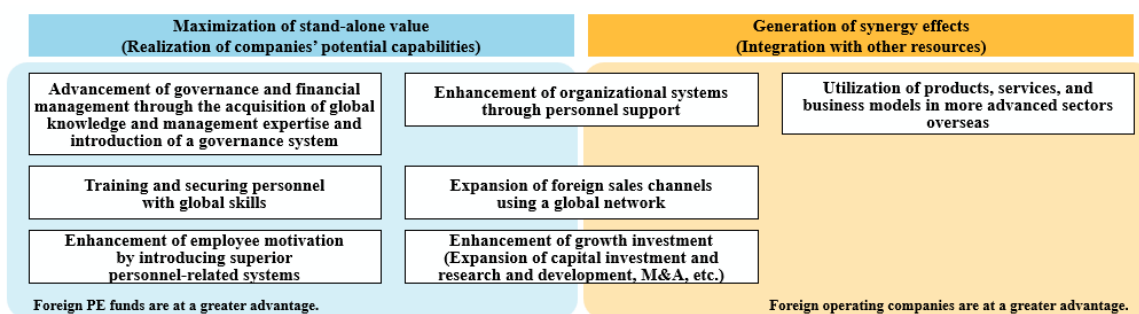 Maximization of stand-alone value
(Realization of companies’ potential capabilities)
Generation of synergy effects
(Integration with other resources)
Advancement of governance and financial
management through the acquisition of global
knowledge and management expertise and
introduction of a governance system
Enhancement of organizational systems
through personnel support
Utilization of products, services, and
business models in more advanced sectors
overseas
Training and securing personnel
with global skills
Expansion of foreign sales channels
using a global network
Enhancement of employee motivation
by introducing superior
personnel-related systems
Enhancement of growth investment
(Expansion of capital investment and
research and development, M&A, etc.)
Foreign PE funds are at a greater advantage.
Foreign operating companies are at a greater advantage.